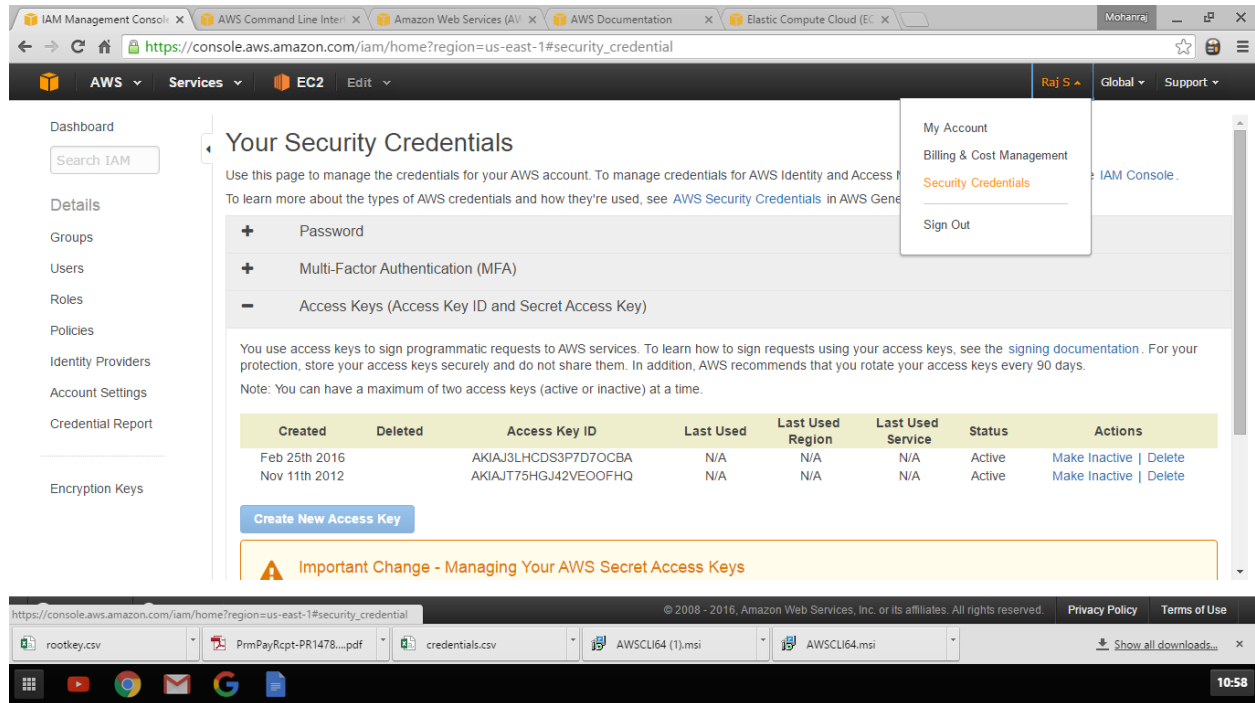 IAM Management Console AWS Command Line Inter Amazon Web Services (AW AWS Documentation Elastic Compute Cloud (EC Mohanraj
https://console.aws.amazon.com/iam/home?region=us-east-1#security_credential
AWS Services EC2 Edit Raj S Global Support
My Account
Billing & Cost Management
Security Credentials
Sign Out
Dashboard
Search IAM
Details
Groups
Users
Roles
Policies
Identity Providers
Account Settings
Credential Report
Encryption Keys
Your Security Credentials
Use this page to manage the credentials for your AWS account. To manage credentials for AWS Identity and Access IAM Console.
To learn more about the types of AWS credentials and how they're used, see AWS Security Credentials in AWS Gene
+ Password
+ Multi-Factor Authentication (MFA)
− Access Keys (Access Key ID and Secret Access Key)
You use access keys to sign programmatic requests to AWS services. To learn how to sign requests using your access keys, see the signing documentation. For your
protection, store your access keys securely and do not share them. In addition, AWS recommends that you rotate your access keys every 90 days.
Note: You can have a maximum of two access keys (active or inactive) at a time.
Created Deleted Access Key ID Last Used Last Used Region Last Used Service Status Actions
Feb 25th 2016 AKIAJ3LHCDS3P7D7OCBA N/A N/A N/A Active Make Inactive | Delete
Nov 11th 2012 AKIAJT75HGJ42VEOOFHQ N/A N/A N/A Active Make Inactive | Delete
Create New Access Key
Important Change - Managing Your AWS Secret Access Keys
https://console.aws.amazon.com/iam/home?region=us-east-1#security_credential
© 2008 - 2016, Amazon Web Services, Inc. or its affiliates. All rights reserved. Privacy Policy Terms of Use
rootkey.csv PrmPayRcpt-PR1478....pdf credentials.csv AWSCLI64 (1).msi AWSCLI64.msi Show all downloads...
10:58